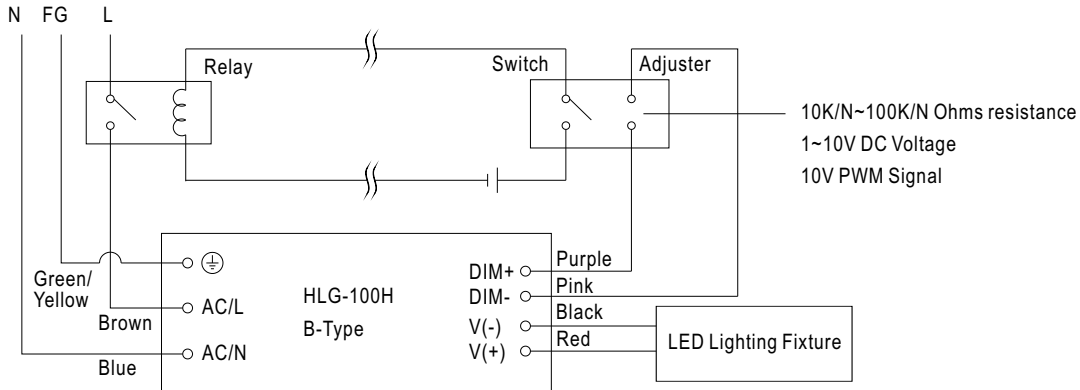 N FG L
Relay
Switch
Adjuster
10K/N~100K/N Ohms resistance
1~10V DC Voltage
10V PWM Signal
Green/
Yellow
Brown
Blue
AC/L
AC/N
HLG-100H
B-Type
DIM+
DIM-
V(-)
V(+)
Purple
Pink
Black
Red
LED Lighting Fixture